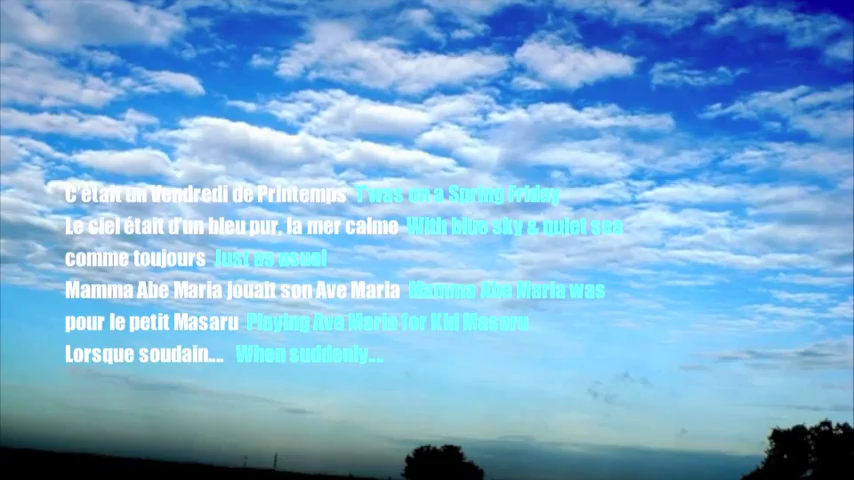 C'était un Vendredi de Printemps T'was on a Spring Friday
Le ciel était d'un bleu pur, la mer calme With blue sky & quiet sea
comme toujours Just as usual
Mamma Abe Maria jouait son Ave Maria Mamma Abe Maria was
pour le petit Masaru Playing Ave Maria for Kid Masaru
Lorsque soudain... When suddenly....